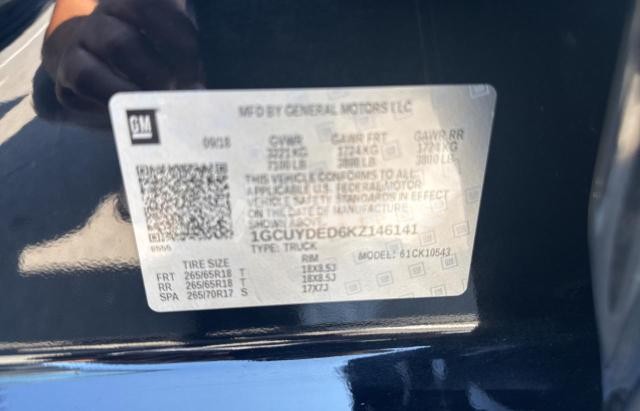 MFD BY GENERAL MOTORS LLC
GM
09/18 GVWR GAWR FRT GAWR RR
3221 KG 1724 KG 1724 KG
7100 LB 3800 LB 3800 LB
THIS VEHICLE CONFORMS TO ALL
APPLICABLE U.S. FEDERAL MOTOR
VEHICLE SAFETY STANDARDS IN EFFECT
ON THE DATE OF MANUFACTURE
SHOWN ABOVE.
1GCUYDED6KZ146141
TYPE: TRUCK MODEL: 61CK10543
TIRE SIZE RIM
FRT 265/65R18 T 18X8.5J
RR 265/65R18 T 18X8.5J
SPA 265/70R17 S 17X7J